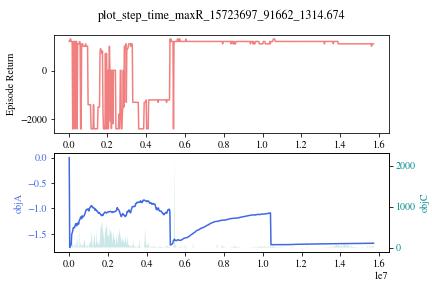 plot_step_time_maxR_15723697_91662_1314.674
Episode Return
0
−2000
0.0 0.2 0.4 0.6 0.8 1.0 1.2 1.4 1.6
objA
0.0
−0.5
−1.0
−1.5
objC
2000
1000
0
0.0 0.2 0.4 0.6 0.8 1.0 1.2 1.4 1.6
1e7